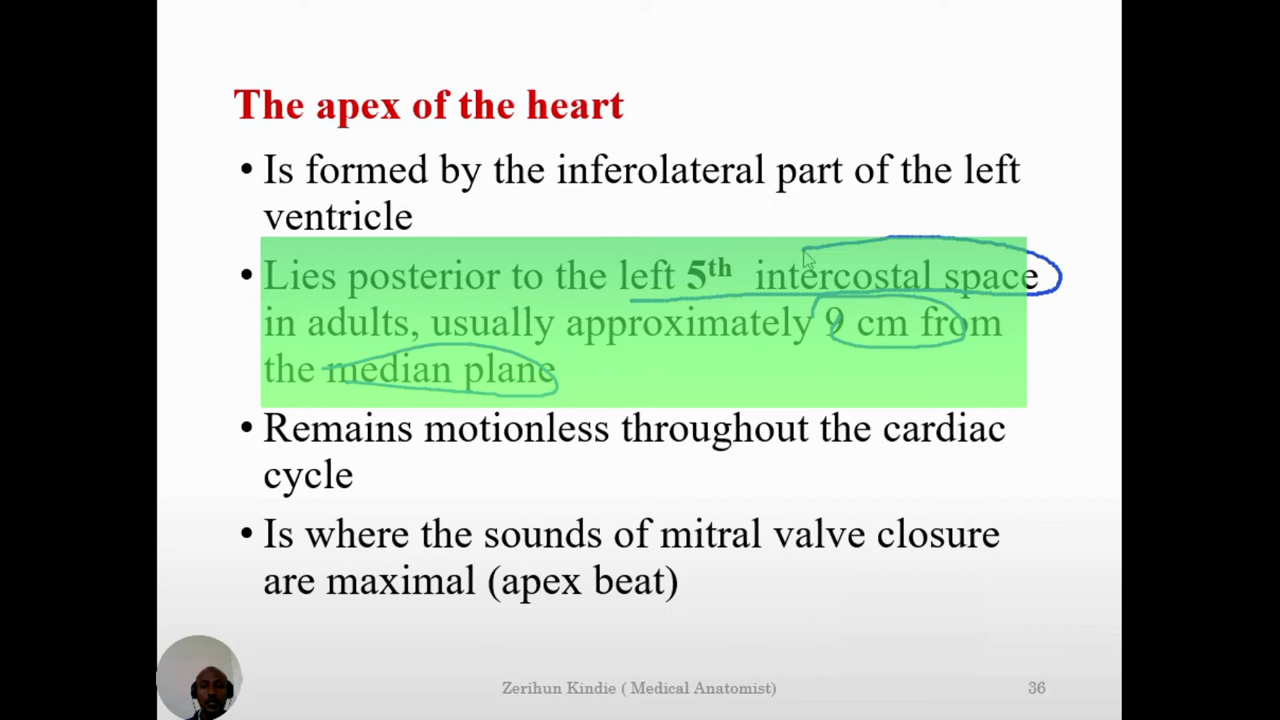 The apex of the heart
• Is formed by the inferolateral part of the left
ventricle
• Lies posterior to the left 5th intercostal space
in adults, usually approximately 9 cm from
the median plane
• Remains motionless throughout the cardiac
cycle
• Is where the sounds of mitral valve closure
are maximal (apex beat)
Zerihun Kindie ( Medical Anatomist)
36